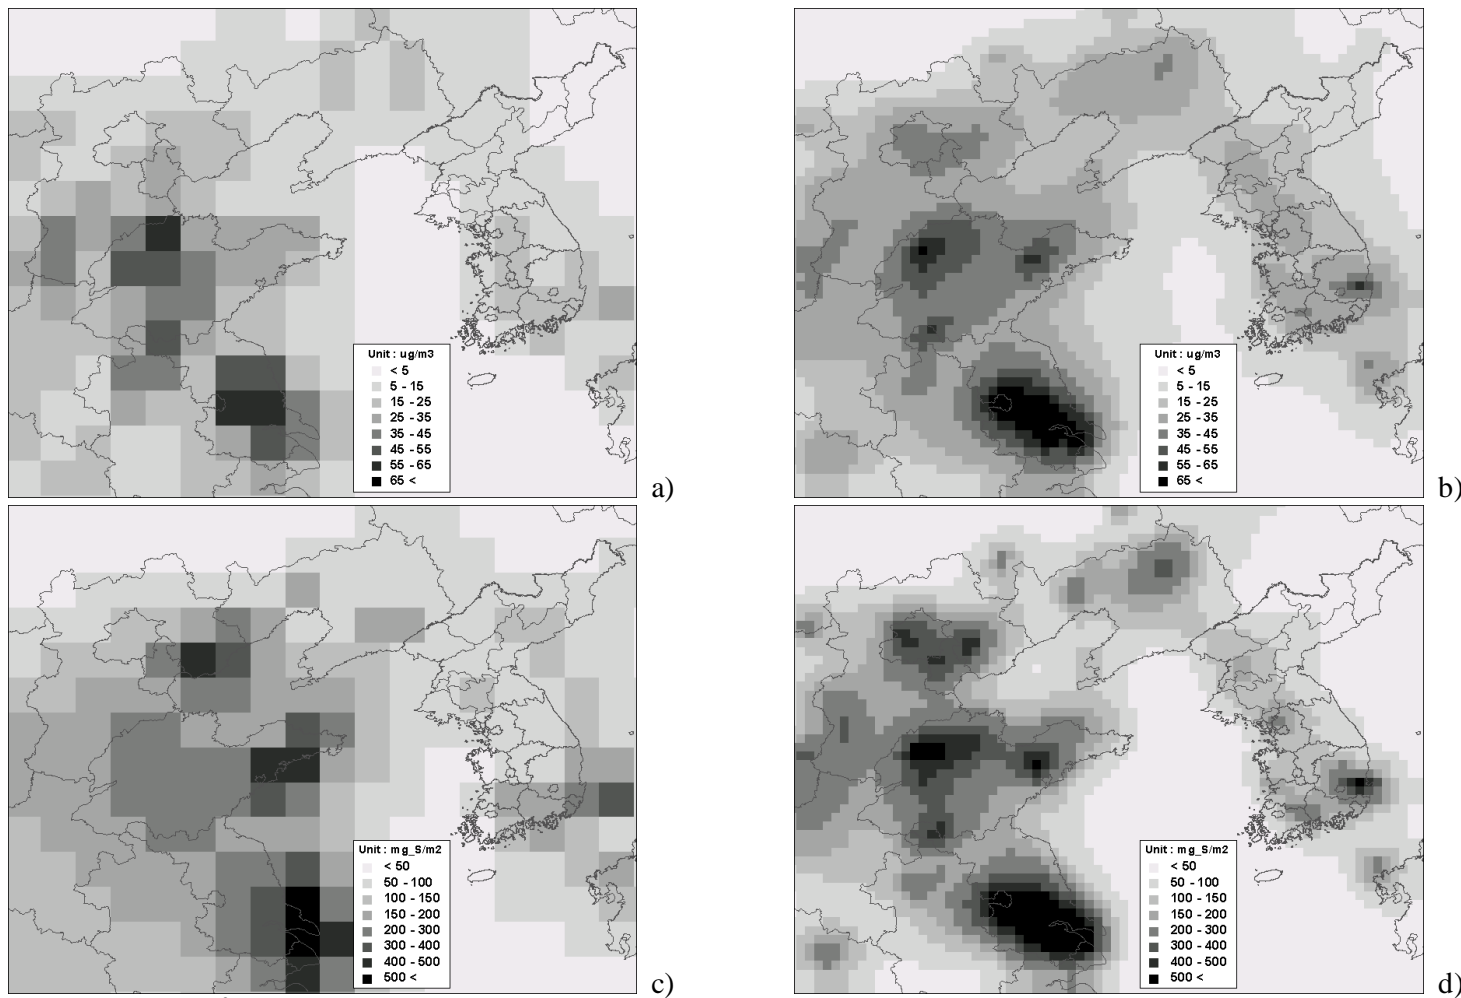 Unit : ug/m3
< 5
5 - 15
15 - 25
25 - 35
35 - 45
45 - 55
55 - 65
65 <
a)
Unit : ug/m3
< 5
5 - 15
15 - 25
25 - 35
35 - 45
45 - 55
55 - 65
65 <
b)
Unit : mg_S/m2
< 50
50 - 100
100 - 150
150 - 200
200 - 300
300 - 400
400 - 500
500 <
c)
Unit : mg_S/m2
< 50
50 - 100
100 - 150
150 - 200
200 - 300
300 - 400
400 - 500
500 <
d)